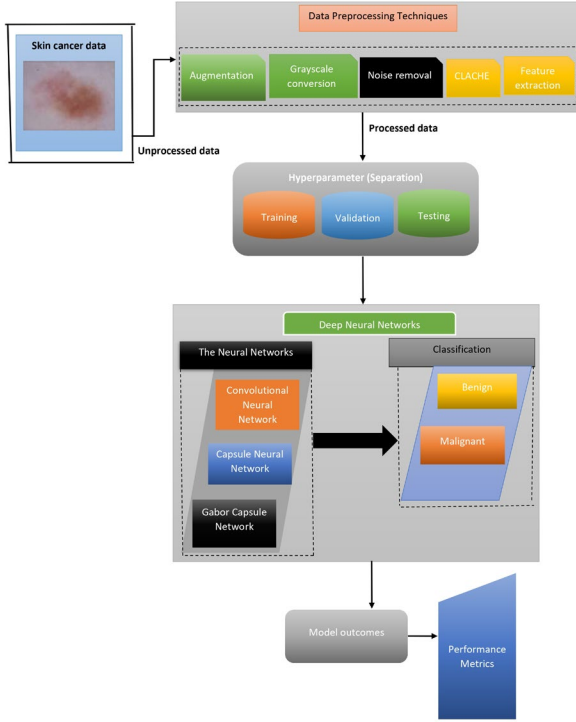 Data Preprocessing Techniques
Skin cancer data
Augmentation
Grayscale
conversion
Noise removal
CLACHE
Feature
extraction
Unprocessed data
Processed data
Hyperparameter (Separation)
Training
Validation
Testing
Deep Neural Networks
The Neural Networks
Convolutional
Neural
Network
Capsule Neural
Network
Gabor Capsule
Network
Classification
Benign
Malignant
Model outcomes
Performance
Metrics